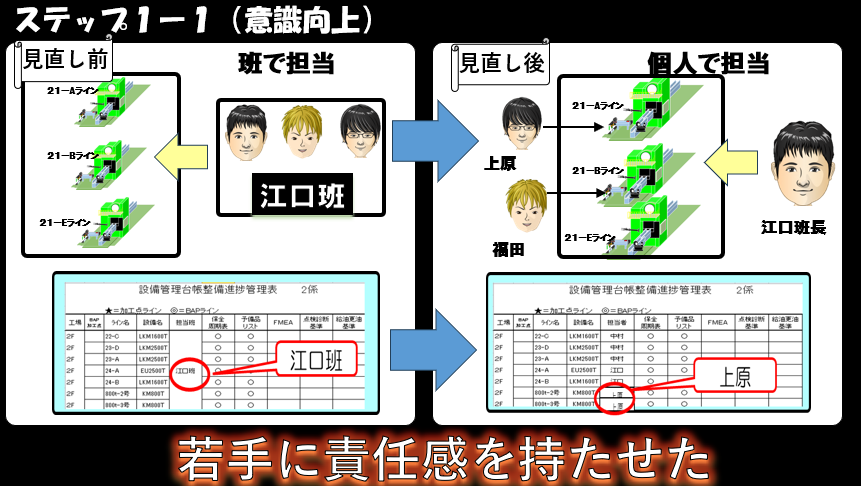 ステップ1－1（意識向上）
見直し前
班で担当
21－Aライン
21－Bライン
21－Eライン
江口班
見直し後
個人で担当
上原
福田
21－Aライン
21－Bライン
21－Eライン
江口班長
設備管理台帳整備進捗管理表 2係
★＝加工点ライン ◎＝BAPライン
工場 BAP加工点 ライン名 設備名 担当班 保全周期表 予備品リスト FMEA 点検診断基準 給油更油基準
2F 22-C LKM1600T ○ ○
2F 23-D LKM2500T ○ ○
2F 23-A LKM2500T ○ ○
2F 24-A EU2500T 江口班 ○
2F 24-B LKM1600T
2F 800t-2号 KM800T ○ ○
2F 800t-3号 KM800T ○ ○
江口班
設備管理台帳整備進捗管理表 2係
★＝加工点ライン ◎＝BAPライン
工場 BAP加工点 ライン名 設備名 担当者 保全周期表 予備品リスト FMEA 点検診断基準 給油更油基準
2F 22-C LKM1600T 中村 ○ ○
2F 23-D LKM2500T 中村 ○ ○
2F 23-A LKM2500T 中村 ○ ○
2F 24-A EU2500T 江口 ○ ○
2F 24-B LKM1600T 江口 ○ ○
2F 800t-2号 KM800T 上原 ○ ○
2F 800t-3号 KM800T 上原 ○ ○
上原
若手に責任感を持たせた